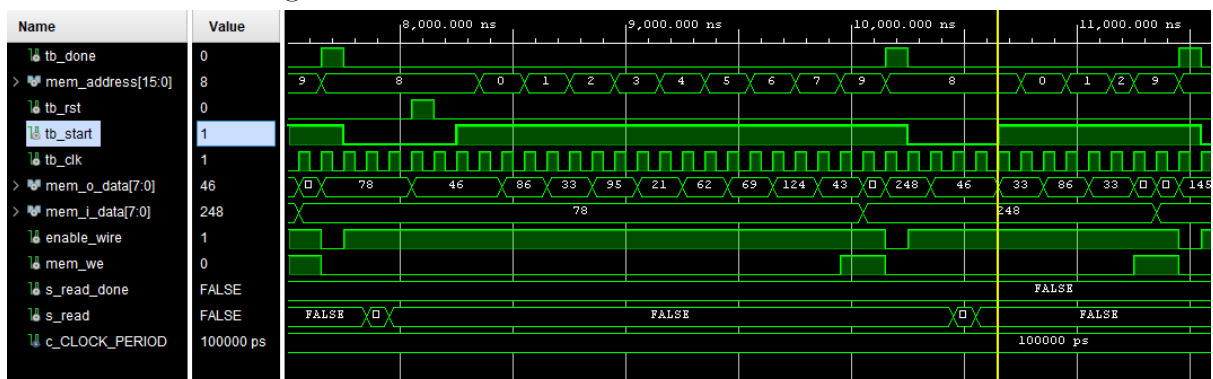 Name Value 8,000.000 ns 9,000.000 ns 10,000.000 ns 11,000.000 ns
tb_done 0
> mem_address[15:0] 8 9 8 0 1 2 3 4 5 6 7 9 8 0 1 2 9
tb_rst 0
tb_start 1
tb_clk 1
> mem_o_data[7:0] 46 78 46 86 33 95 21 62 69 124 43 248 46 33 86 33 145
> mem_i_data[7:0] 248 78 248
enable_wire 1
mem_we 0
s_read_done FALSE FALSE
s_read FALSE FALSE FALSE FALSE
c_CLOCK_PERIOD 100000 ps 100000 ps